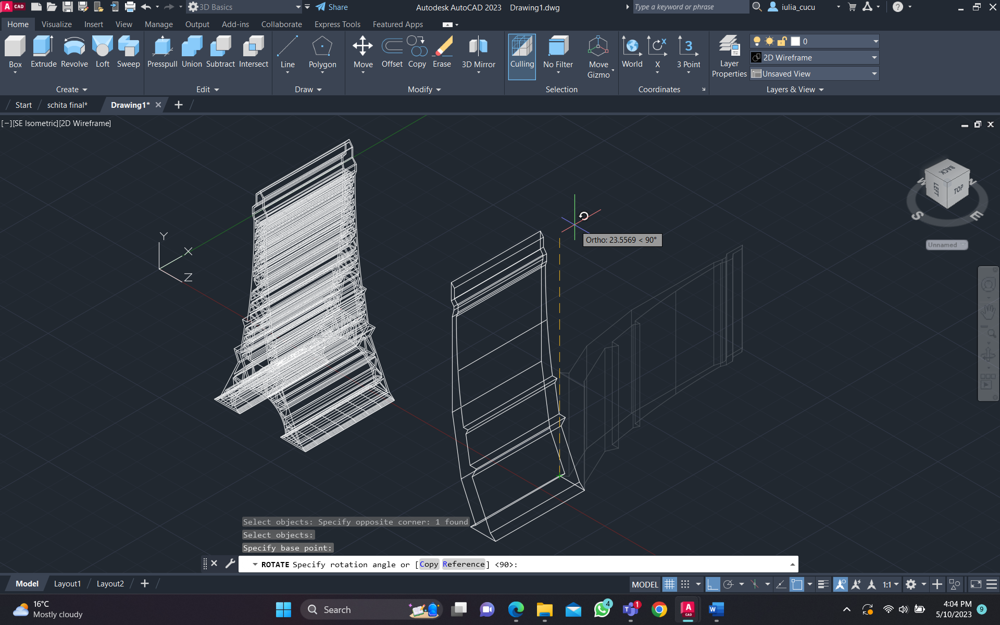 A CAD
3D Basics
Share
Autodesk AutoCAD 2023 Drawing1.dwg
Type a keyword or phrase
iulia_cucu
Home Visualize Insert View Manage Output Add-ins Collaborate Express Tools Featured Apps
Box Extrude Revolve Loft Sweep Presspull Union Subtract Intersect Line Polygon Move Offset Copy Erase 3D Mirror Culling No Filter Move Gizmo World X 3 Point Layer Properties
0
2D Wireframe
Unsaved View
Create Edit Draw Modify Selection Coordinates Layers & View
Start schita final* Drawing1*
[−][SE Isometric][2D Wireframe]
BACK
LEFT
TOP
W N
S E
Unnamed
Y
X
Z
Ortho: 23.5569 < 90°
Select objects: Specify opposite corner: 1 found
Select objects:
Specify base point:
ROTATE Specify rotation angle or [Copy Reference] <90>:
Model Layout1 Layout2
MODEL 1:1
16°C
Mostly cloudy
Search
4
1
A CAD
4:04 PM
5/10/2023
9